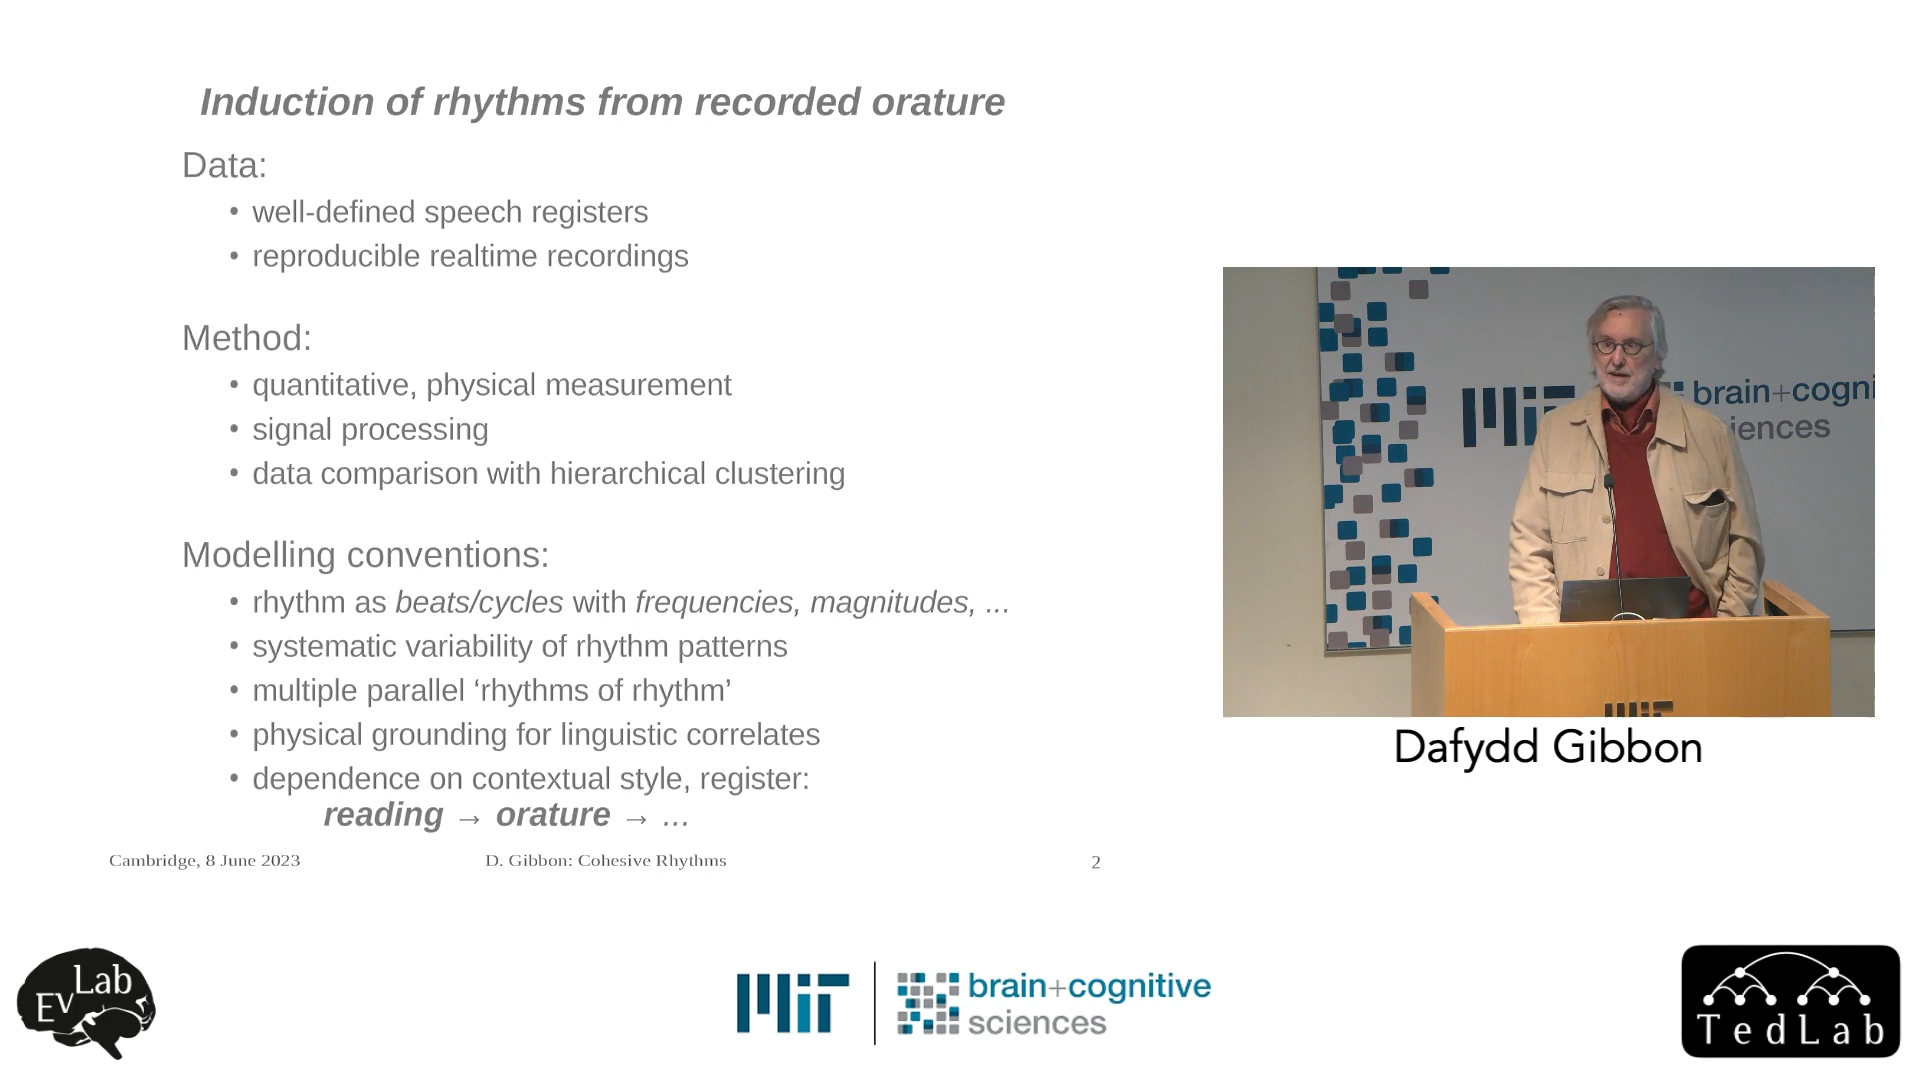 Induction of rhythms from recorded orature
Data:
• well-defined speech registers
• reproducible realtime recordings
Method:
• quantitative, physical measurement
• signal processing
• data comparison with hierarchical clustering
Modelling conventions:
• rhythm as beats/cycles with frequencies, magnitudes, ...
• systematic variability of rhythm patterns
• multiple parallel ‘rhythms of rhythm’
• physical grounding for linguistic correlates
• dependence on contextual style, register:
reading → orature → ...
Cambridge, 8 June 2023
D. Gibbon: Cohesive Rhythms
2
MIT
brain+cogni
iences
MIT
Dafydd Gibbon
EV Lab
MIT
brain+cognitive
sciences
TedLab